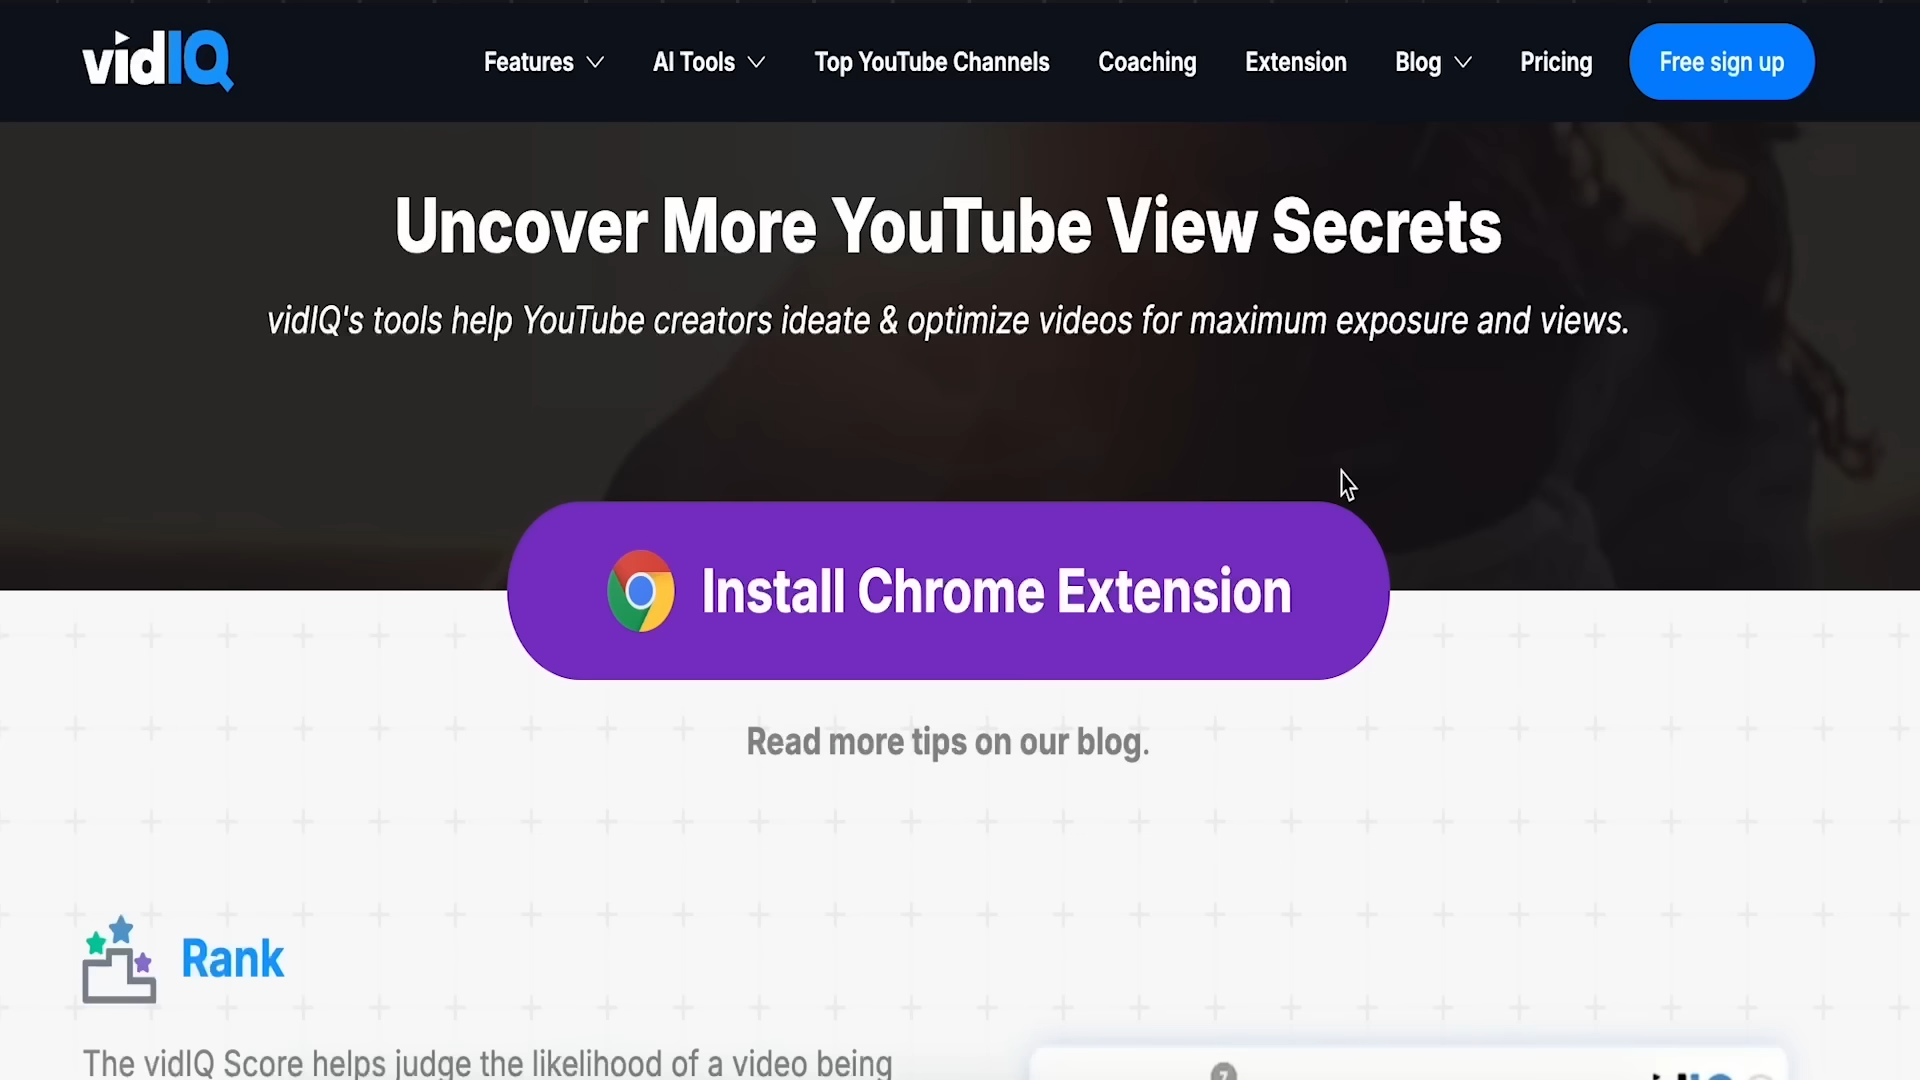 vidIQ
Features
AI Tools
Top YouTube Channels
Coaching
Extension
Blog
Pricing
Free sign up
Uncover More YouTube View Secrets
vidIQ's tools help YouTube creators ideate & optimize videos for maximum exposure and views.
Install Chrome Extension
Read more tips on our blog.
Rank
The vidIQ Score helps judge the likelihood of a video being